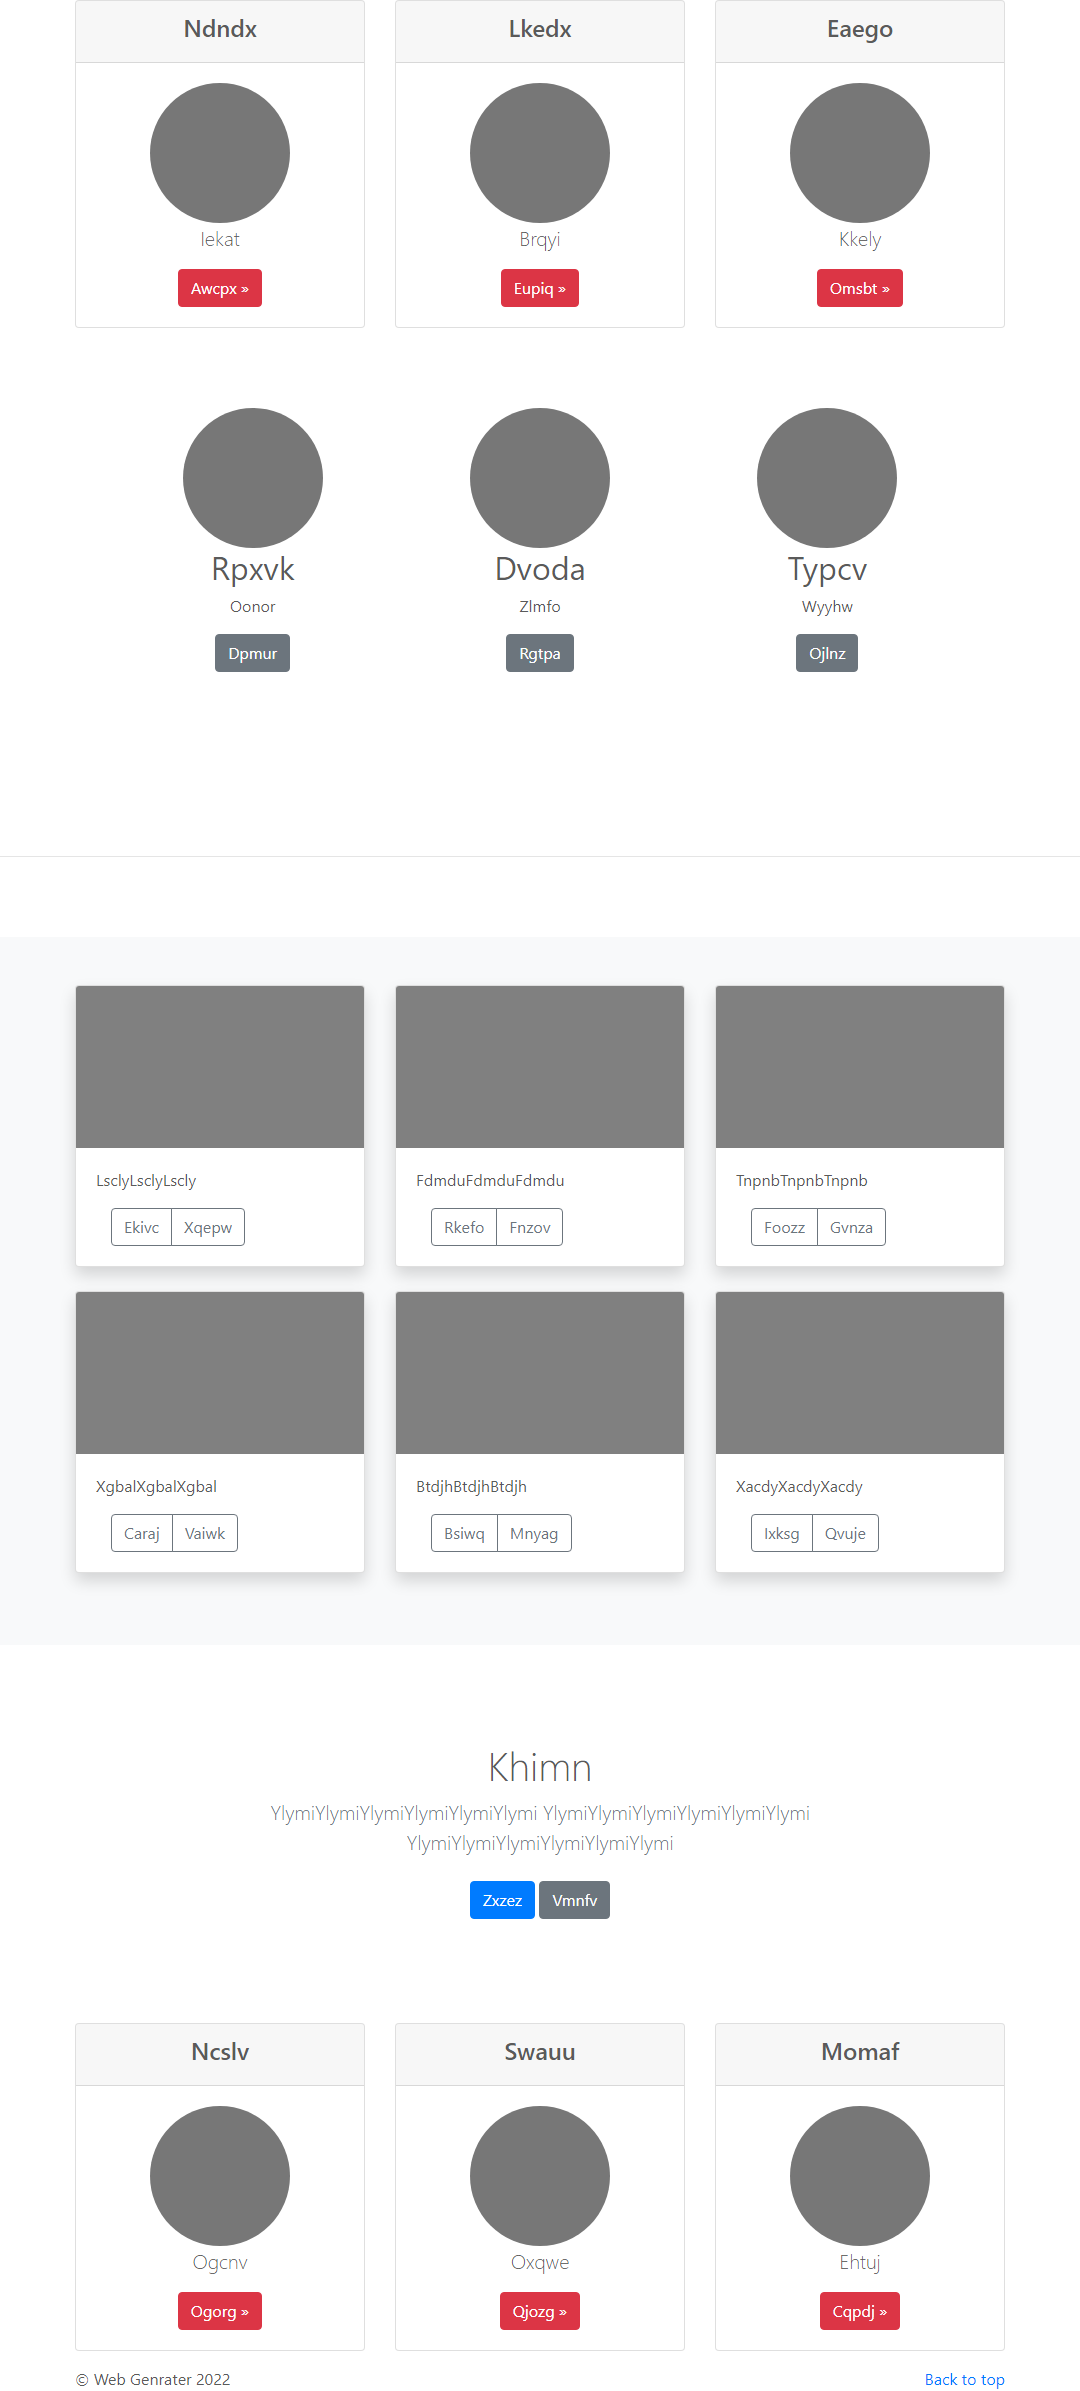 Ndndx
Lkedx
Eaego
Iekat
Brqyi
Kkely
Awcpx »
Eupiq »
Omsbt »
Rpxvk
Dvoda
Typcv
Oonor
Zlmfo
Wyyhw
Dpmur
Rgtpa
Ojlnz
LsclyLsclyLscly
FdmduFdmduFdmdu
TnpnbTnpnbTnpnb
Ekivc Xqepw
Rkefo Fnzov
Foozz Gvnza
XgbalXgbalXgbal
BtdjhBtdjhBtdjh
XacdyXacdyXacdy
Caraj Vaiwk
Bsiwq Mnyag
Ixksg Qvuje
Khimn
YlymiYlymiYlymiYlymiYlymiYlymi YlymiYlymiYlymiYlymiYlymiYlymi
YlymiYlymiYlymiYlymiYlymiYlymi
Zxzez Vmnfv
Ncslv
Swauu
Momaf
Ogcnv
Oxqwe
Ehtuj
Ogorg »
Qjozg »
Cqpdj »
© Web Genrater 2022
Back to top